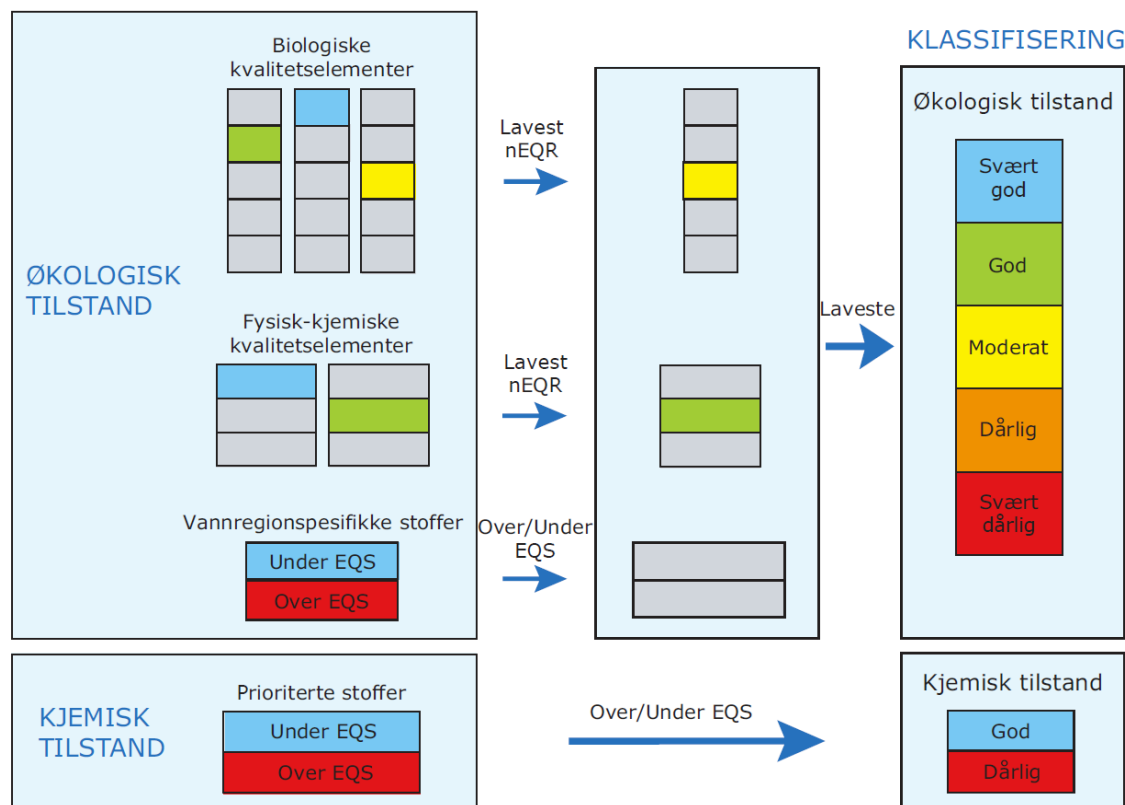 ØKOLOGISK
TILSTAND
Biologiske
kvalitetselementer
Fysisk-kjemiske
kvalitetselementer
Vannregionspesifikke stoffer
Under EQS
Over EQS
Lavest
nEQR
Lavest
nEQR
Over/Under
EQS
Laveste
KLASSIFISERING
Økologisk tilstand
Svært
god
God
Moderat
Dårlig
Svært
dårlig
KJEMISK
TILSTAND
Prioriterte stoffer
Under EQS
Over EQS
Over/Under EQS
Kjemisk tilstand
God
Dårlig